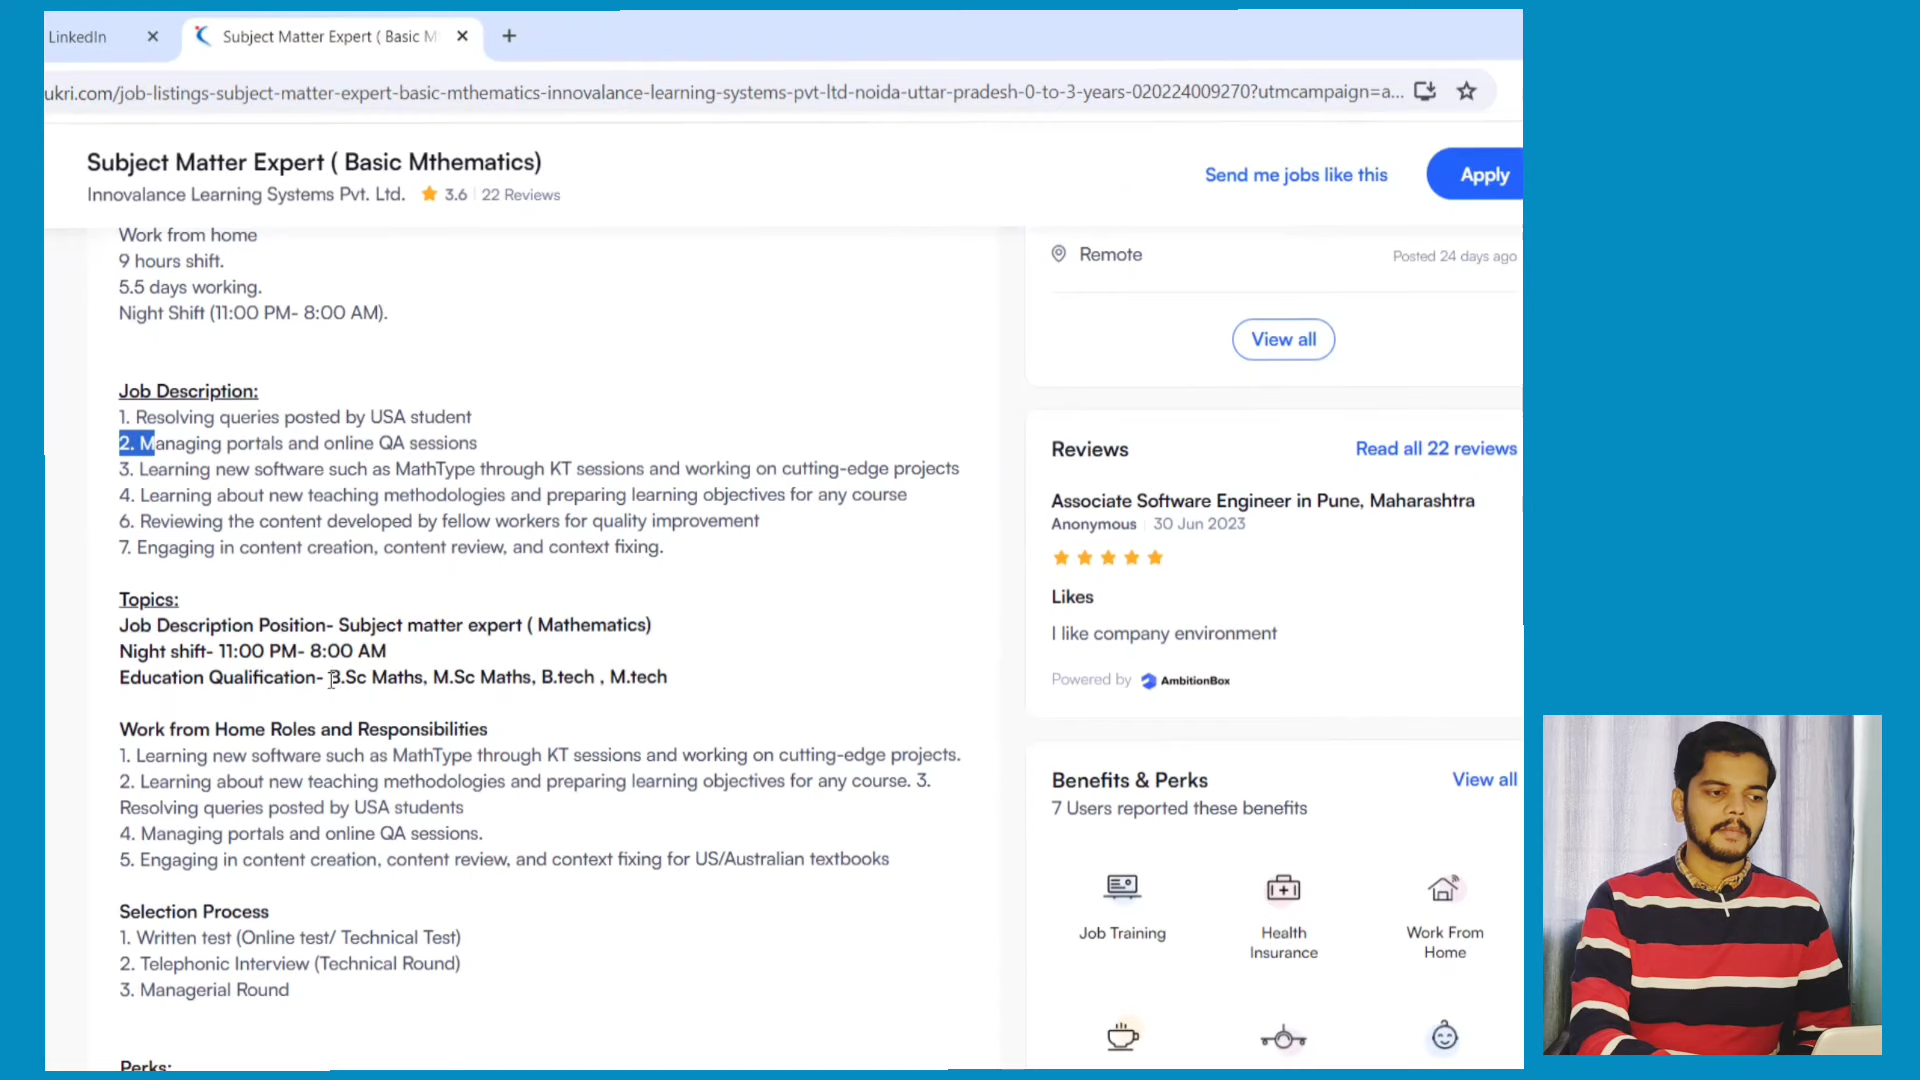 LinkedIn
Subject Matter Expert ( Basic M
ukri.com/job-listings-subject-matter-expert-basic-mthematics-innovalance-learning-systems-pvt-ltd-noida-uttar-pradesh-0-to-3-years-020224009270?utmcampaign=a...
Subject Matter Expert ( Basic Mthematics)
Innovalance Learning Systems Pvt. Ltd. 3.6 22 Reviews
Send me jobs like this
Apply
Work from home
9 hours shift.
5.5 days working.
Night Shift (11:00 PM- 8:00 AM).
Job Description:
1. Resolving queries posted by USA student
2. Managing portals and online QA sessions
3. Learning new software such as MathType through KT sessions and working on cutting-edge projects
4. Learning about new teaching methodologies and preparing learning objectives for any course
6. Reviewing the content developed by fellow workers for quality improvement
7. Engaging in content creation, content review, and context fixing.
Topics:
Job Description Position- Subject matter expert ( Mathematics)
Night shift- 11:00 PM- 8:00 AM
Education Qualification- B.Sc Maths, M.Sc Maths, B.tech , M.tech
Work from Home Roles and Responsibilities
1. Learning new software such as MathType through KT sessions and working on cutting-edge projects.
2. Learning about new teaching methodologies and preparing learning objectives for any course. 3.
Resolving queries posted by USA students
4. Managing portals and online QA sessions.
5. Engaging in content creation, content review, and context fixing for US/Australian textbooks
Selection Process
1. Written test (Online test/ Technical Test)
2. Telephonic Interview (Technical Round)
3. Managerial Round
Perks:
Remote
Posted 24 days ago
View all
Reviews
Read all 22 reviews
Associate Software Engineer in Pune, Maharashtra
Anonymous 30 Jun 2023
Likes
I like company environment
Powered by AmbitionBox
Benefits & Perks
View all
7 Users reported these benefits
Job Training
Health
Insurance
Work From
Home